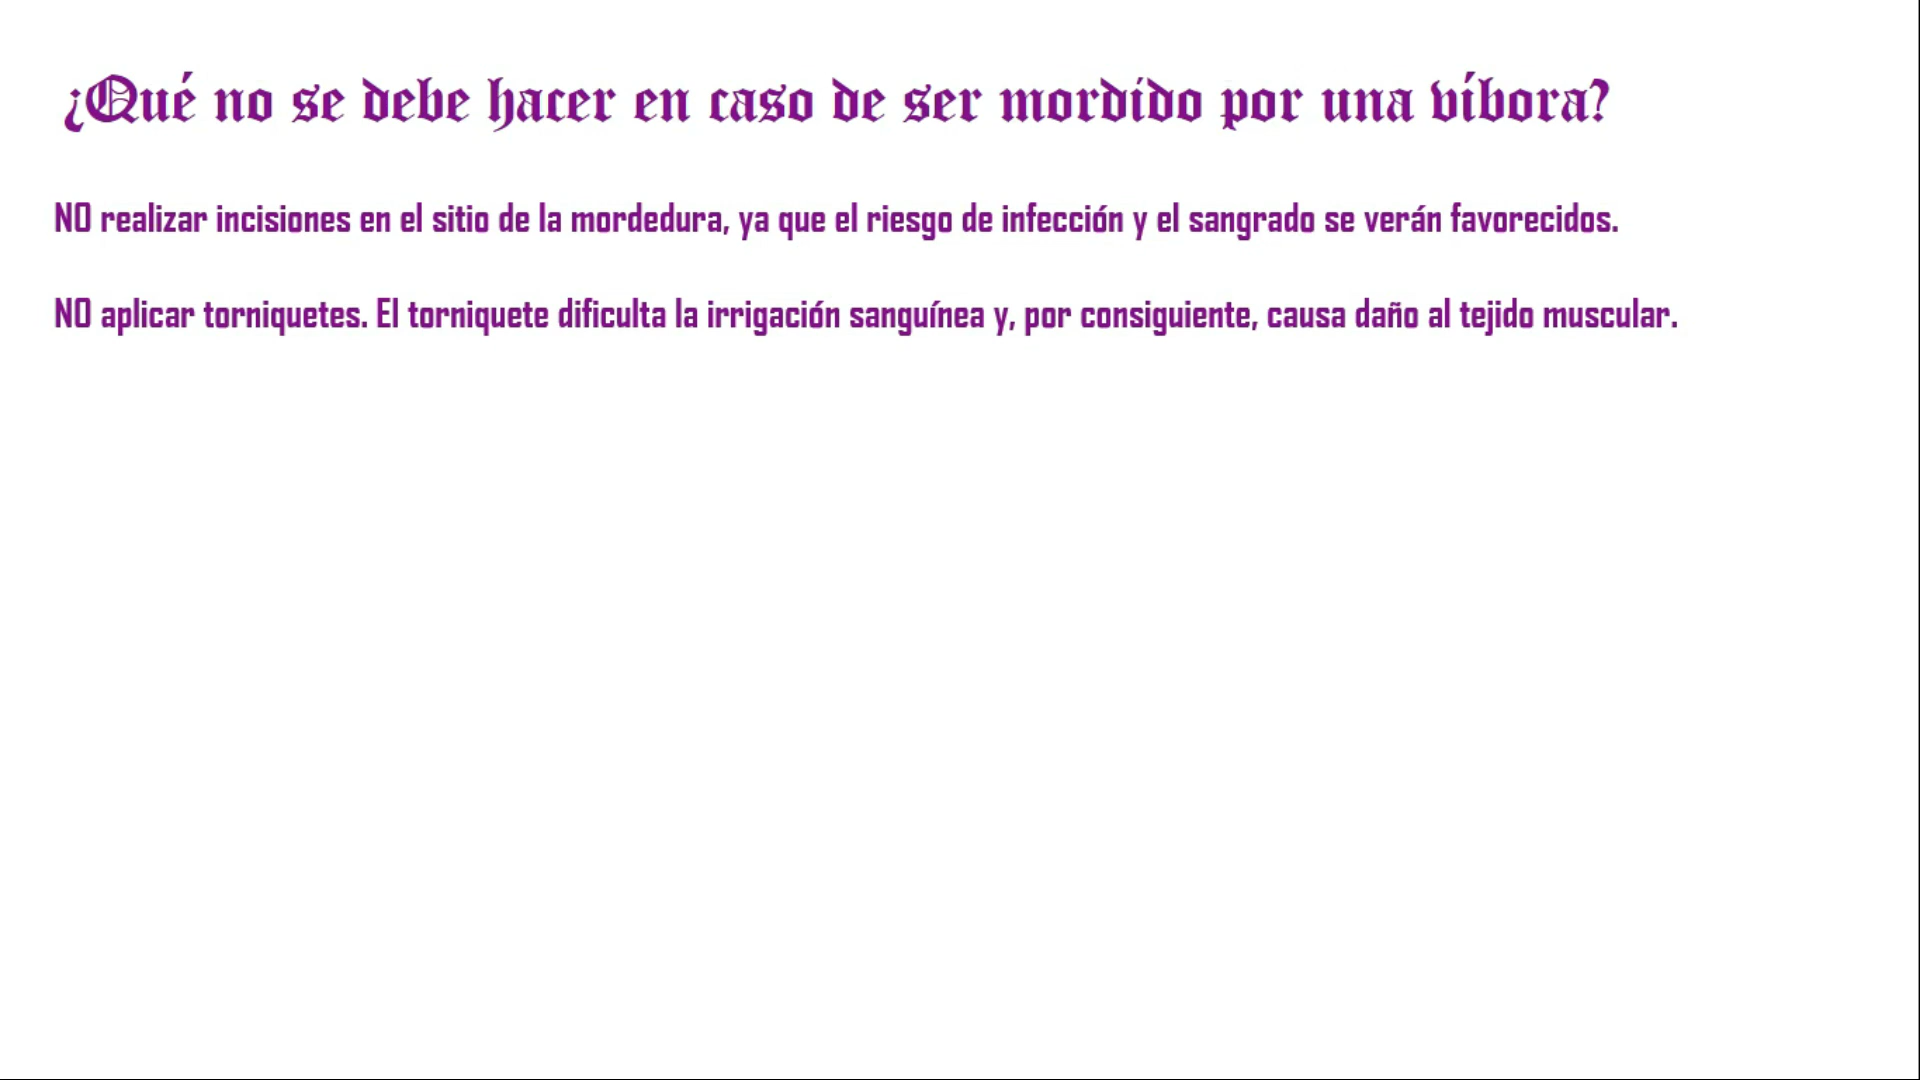 ¿Qué no se debe hacer en caso de ser mordido por una víbora?
NO realizar incisiones en el sitio de la mordedura, ya que el riesgo de infección y el sangrado se verán favorecidos.
NO aplicar torniquetes. El torniquete dificulta la irrigación sanguínea y, por consiguiente, causa daño al tejido muscular.